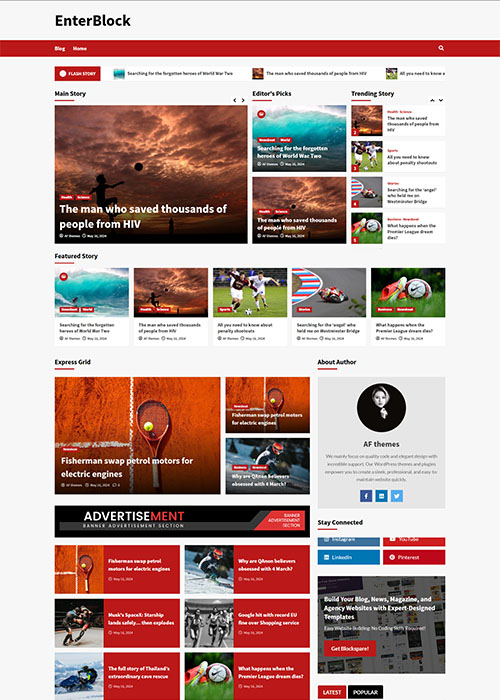 EnterBlock
Blog Home
FLASH STORY
Searching for the forgotten heroes of World War Two
The man who saved thousands of people from HIV
All you need to know a
Main Story
Health Science
The man who saved thousands of
people from HIV
AF themes May 16, 2024
Editor's Picks
Newsbeat World
Searching for the forgotten
heroes of World War Two
AF themes May 16, 2024
Health Science
The man who saved thousands
of people from HIV
AF themes May 16, 2024
Trending Story
Health Science
The man who saved
thousands of people from
HIV
2
Sports
All you need to know
about penalty shootouts
3
Stories
Searching for the 'angel'
who held me on
Westminster Bridge
4
Business Newsbeat
What happens when the
Premier League dream
dies?
5
Featured Story
Newsbeat World
Searching for the forgotten
heroes of World War Two
AF themes May 16, 2024
Health Science
The man who saved thousands
of people from HIV
AF themes May 16, 2024
Sports
All you need to know about
penalty shootouts
AF themes May 16, 2024
Stories
Searching for the 'angel' who
held me on Westminster Bridge
AF themes May 16, 2024
Business Newsbeat
What happens when the
Premier League dream dies?
AF themes May 16, 2024
Express Grid
Newsbeat
Fisherman swap petrol motors for
electric engines
AF themes May 16, 2024
Newsbeat
Fisherman swap petrol motors
for electric engines
Business Newsbeat
Why are QAnon believers
obsessed with 4 March?
ADVERTISEMENT
BANNER ADVERTISEMENT SECTION
BANNER
ADVERTISEMENT
SECTION
Fisherman swap petrol
motors for electric engines
May 16, 2024
Why are QAnon believers
obsessed with 4 March?
May 16, 2024
Musk's SpaceX: Starship
lands safely... then explodes
May 16, 2024
Google hit with record EU
fine over Shopping service
May 16, 2024
The full story of Thailand's
extraordinary cave rescue
May 16, 2024
What happens when the
Premier League dream dies?
May 16, 2024
About Author
AF themes
We mainly focus on quality code and elegant design with
incredible support. Our WordPress themes and plugins
empower you to create a sleek, professional, and easy to
maintain website quickly.
Stay Connected
Instagram
YouTube
LinkedIn
Pinterest
Build Your Blog, News, Magazine, and
Agency Websites with Expert-Designed
Templates
Easy Website Building: No Coding Skills Required!
Get Blockspare!
LATEST POPULAR